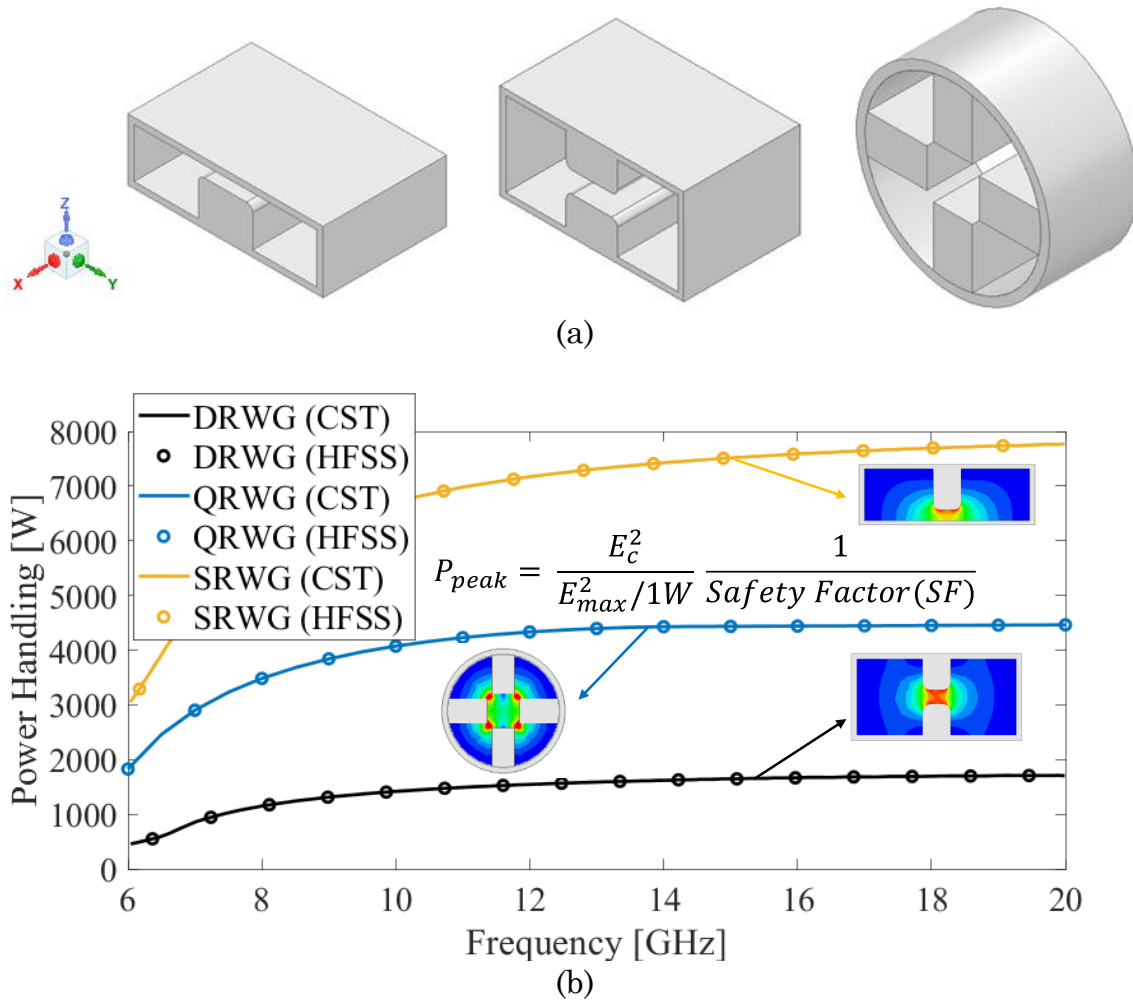 Z
X
Y
(a)
DRWG (CST)
DRWG (HFSS)
QRWG (CST)
QRWG (HFSS)
SRWG (CST)
SRWG (HFSS)
Power Handling [W]
8000
7000
6000
5000
4000
3000
2000
1000
0
P_peak = E_c^2 / (E_max^2/1W) 1 / Safety Factor(SF)
6 8 10 12 14 16 18 20
Frequency [GHz]
(b)